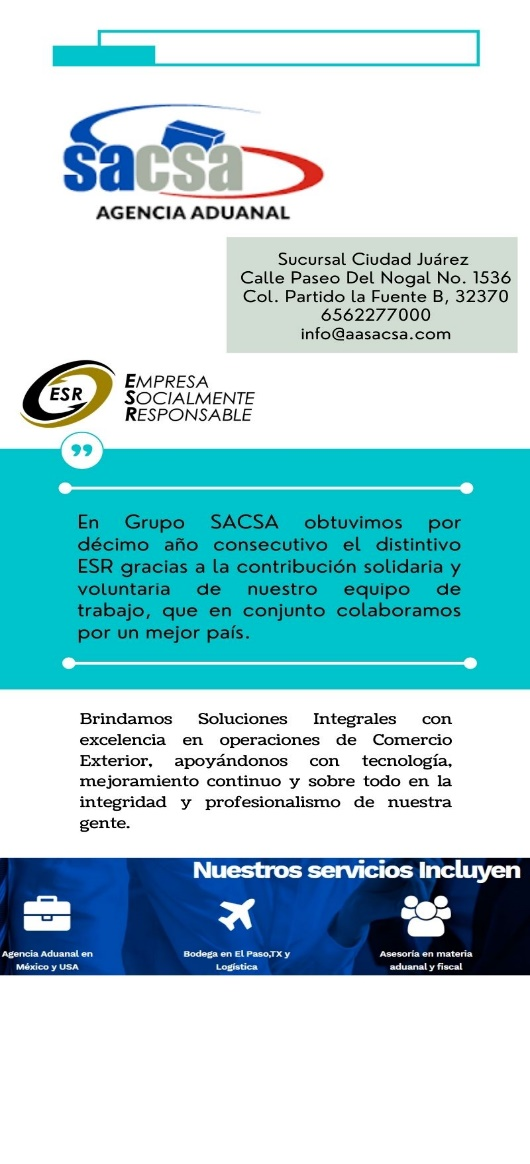 sacsa
AGENCIA ADUANAL
Sucursal Ciudad Juárez
Calle Paseo Del Nogal No. 1536
Col. Partido la Fuente B, 32370
6562277000
info@aasacsa.com
ESR
EMPRESA
SOCIALMENTE
RESPONSABLE
”
En Grupo SACSA obtuvimos por
décimo año consecutivo el distintivo
ESR gracias a la contribución solidaria y
voluntaria de nuestro equipo de
trabajo, que en conjunto colaboramos
por un mejor país.
Brindamos Soluciones Integrales con
excelencia en operaciones de Comercio
Exterior, apoyándonos con tecnología,
mejoramiento continuo y sobre todo en la
integridad y profesionalismo de nuestra
gente.
Nuestros servicios Incluyen
Agencia Aduanal en
México y USA
Bodega en El Paso,TX y
Logística
Asesoría en materia
aduanal y fiscal